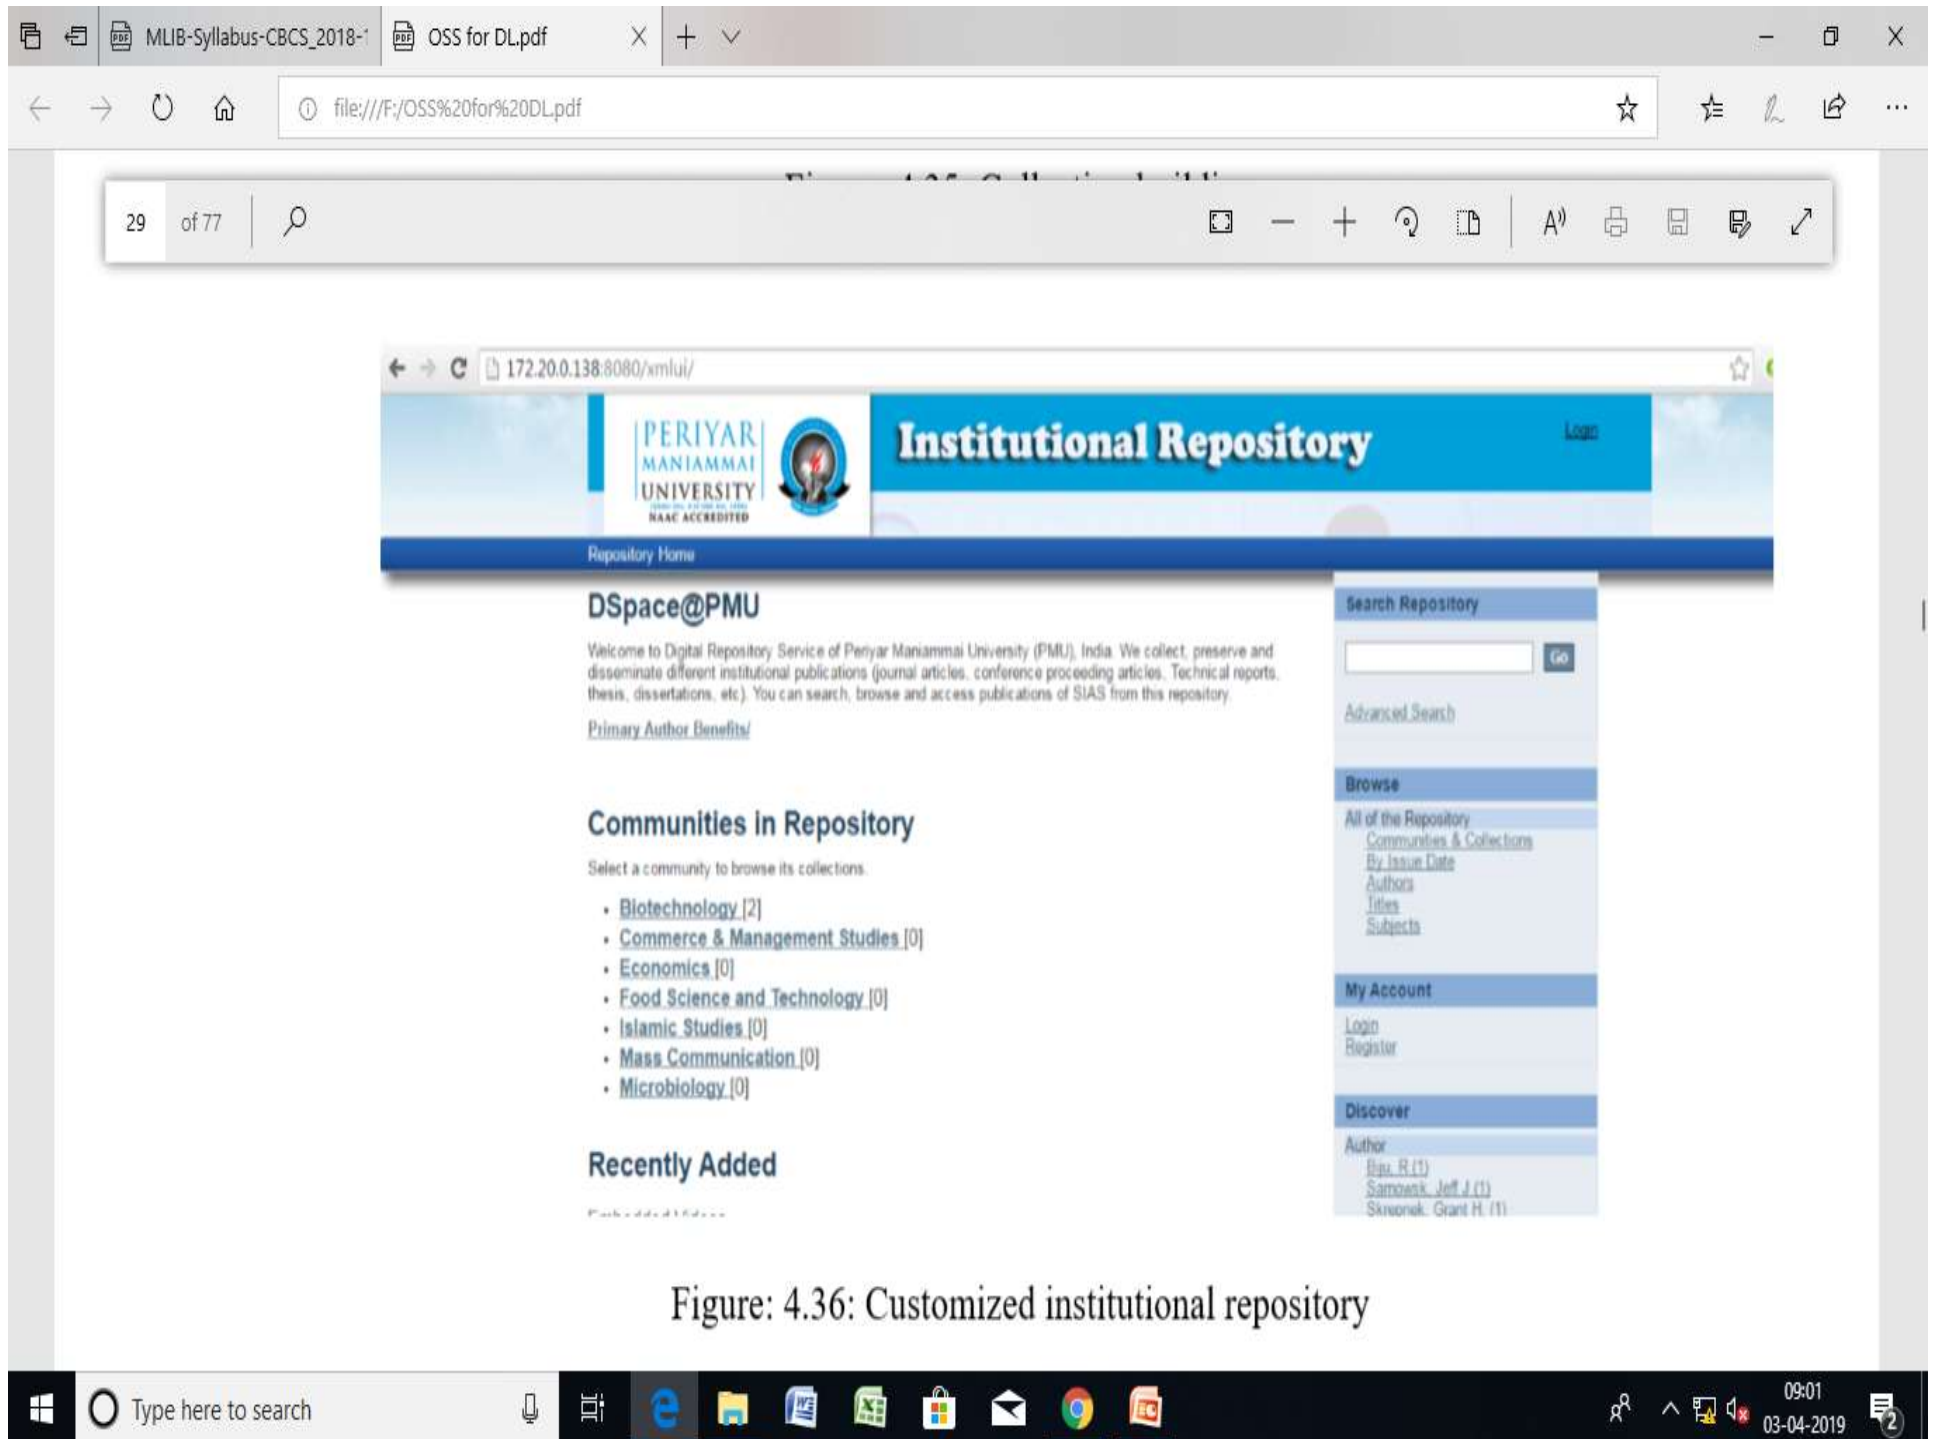 MLIB-Syllabus-CBCS_2018-1
OSS for DL.pdf
file:///F:/OSS%20for%20DL.pdf
29 of 77
172.20.0.138:8080/xmlui/
PERIYAR
MANIAMMAI
UNIVERSITY
NAAC ACCREDITED
Institutional Repository
Login
Repository Home
DSpace@PMU
Welcome to Digital Repository Service of Periyar Maniammai University (PMU), India. We collect, preserve and
disseminate different institutional publications (journal articles, conference proceeding articles, Technical reports,
thesis, dissertations, etc). You can search, browse and access publications of SIAS from this repository.
Primary Author Benefits/
Communities in Repository
Select a community to browse its collections.
Biotechnology [2]
Commerce & Management Studies [0]
Economics [0]
Food Science and Technology [0]
Islamic Studies [0]
Mass Communication [0]
Microbiology [0]
Recently Added
Search Repository
Go
Advanced Search
Browse
All of the Repository
Communities & Collections
By Issue Date
Authors
Titles
Subjects
My Account
Login
Register
Discover
Author
Biju, R (1)
Jeff J (1)
Skrepnek, Grant H. (1)
Figure: 4.36: Customized institutional repository
Type here to search
09:01
03-04-2019
2